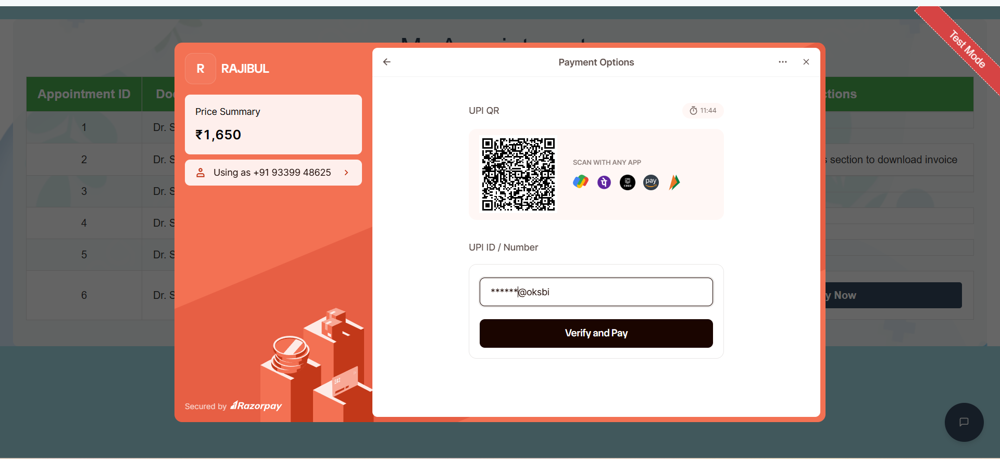 Test Mode
R RAJIBUL
Payment Options
Appointment ID
Price Summary
₹1,650
Using as +91 93399 48625
UPI QR
11:44
SCAN WITH ANY APP
CRED
pay
UPI ID / Number
******@oksbi
Verify and Pay
1 Dr. S
2 Dr. S
section to download invoice
3 Dr. S
4 Dr. S
5 Dr. S
6 Dr. S
Now
Secured by Razorpay